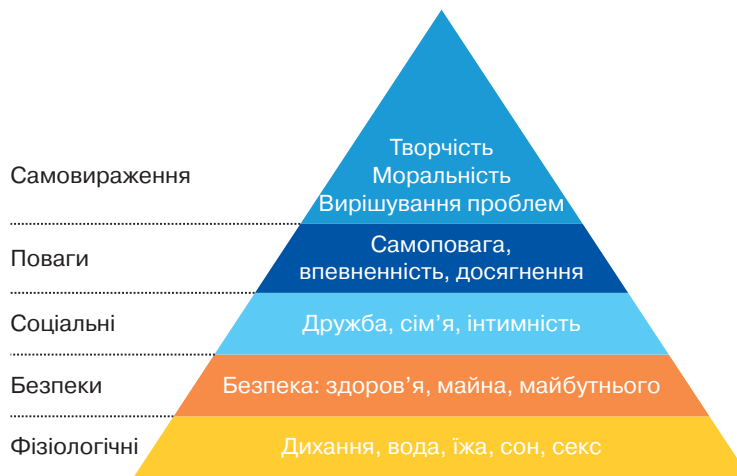 Творчість
Самовираження
Моральність
Вирішування проблем
Поваги
Самоповага,
впевненність, досягнення
Соціальні
Дружба, сім’я, інтимність
Безпеки
Безпека: здоров’я, майна, майбутнього
Фізіологічні
Дихання, вода, їжа, сон, секс